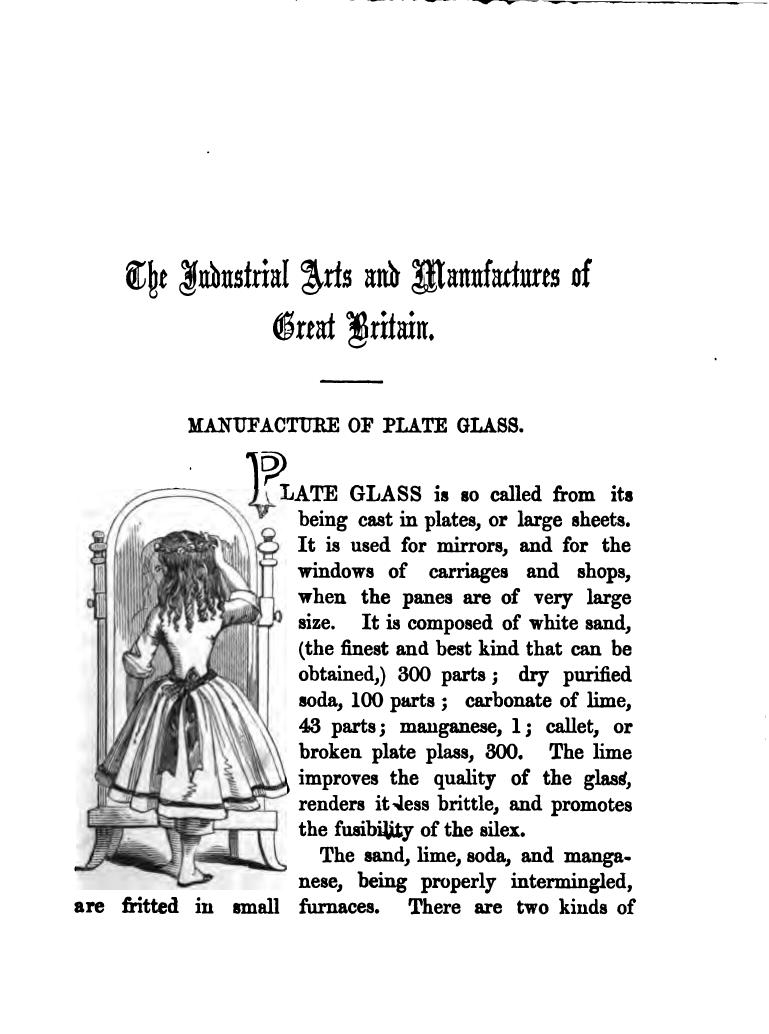 The Industrial Arts and Manufactures of
Great Britain.
MANUFACTURE OF PLATE GLASS.
PLATE GLASS is so called from its
being cast in plates, or large sheets.
It is used for mirrors, and for the
windows of carriages and shops,
when the panes are of very large
size. It is composed of white sand,
(the finest and best kind that can be
obtained,) 300 parts ; dry purified
soda, 100 parts ; carbonate of lime,
43 parts; manganese, 1; callet, or
broken plate plass, 300. The lime
improves the quality of the glass,
renders it less brittle, and promotes
the fusibility of the silex.
The sand, lime, soda, and manga-
nese, being properly intermingled,
are fritted in small furnaces. There are two kinds of